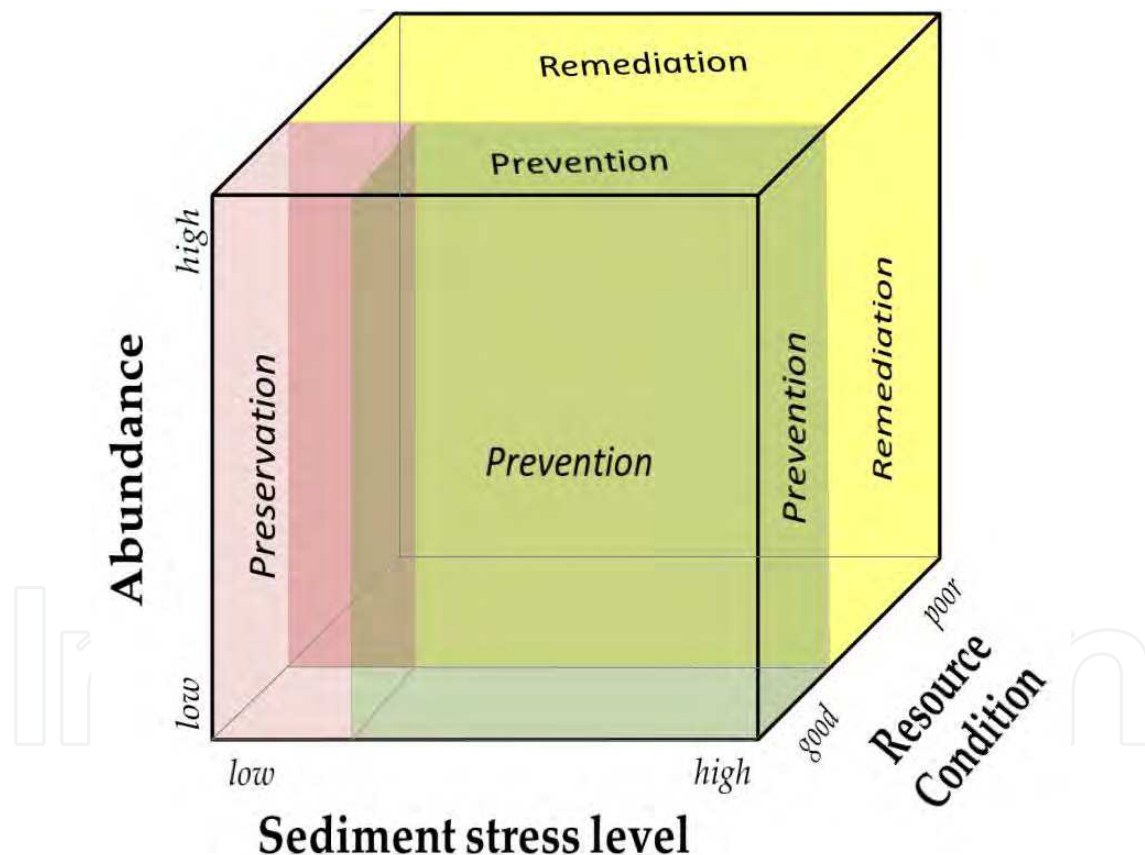 Remediation
Prevention
high
Abundance
low
Preservation
Prevention
Prevention
Remediation
low
high
Sediment stress level
good
poor
Resource
Condition